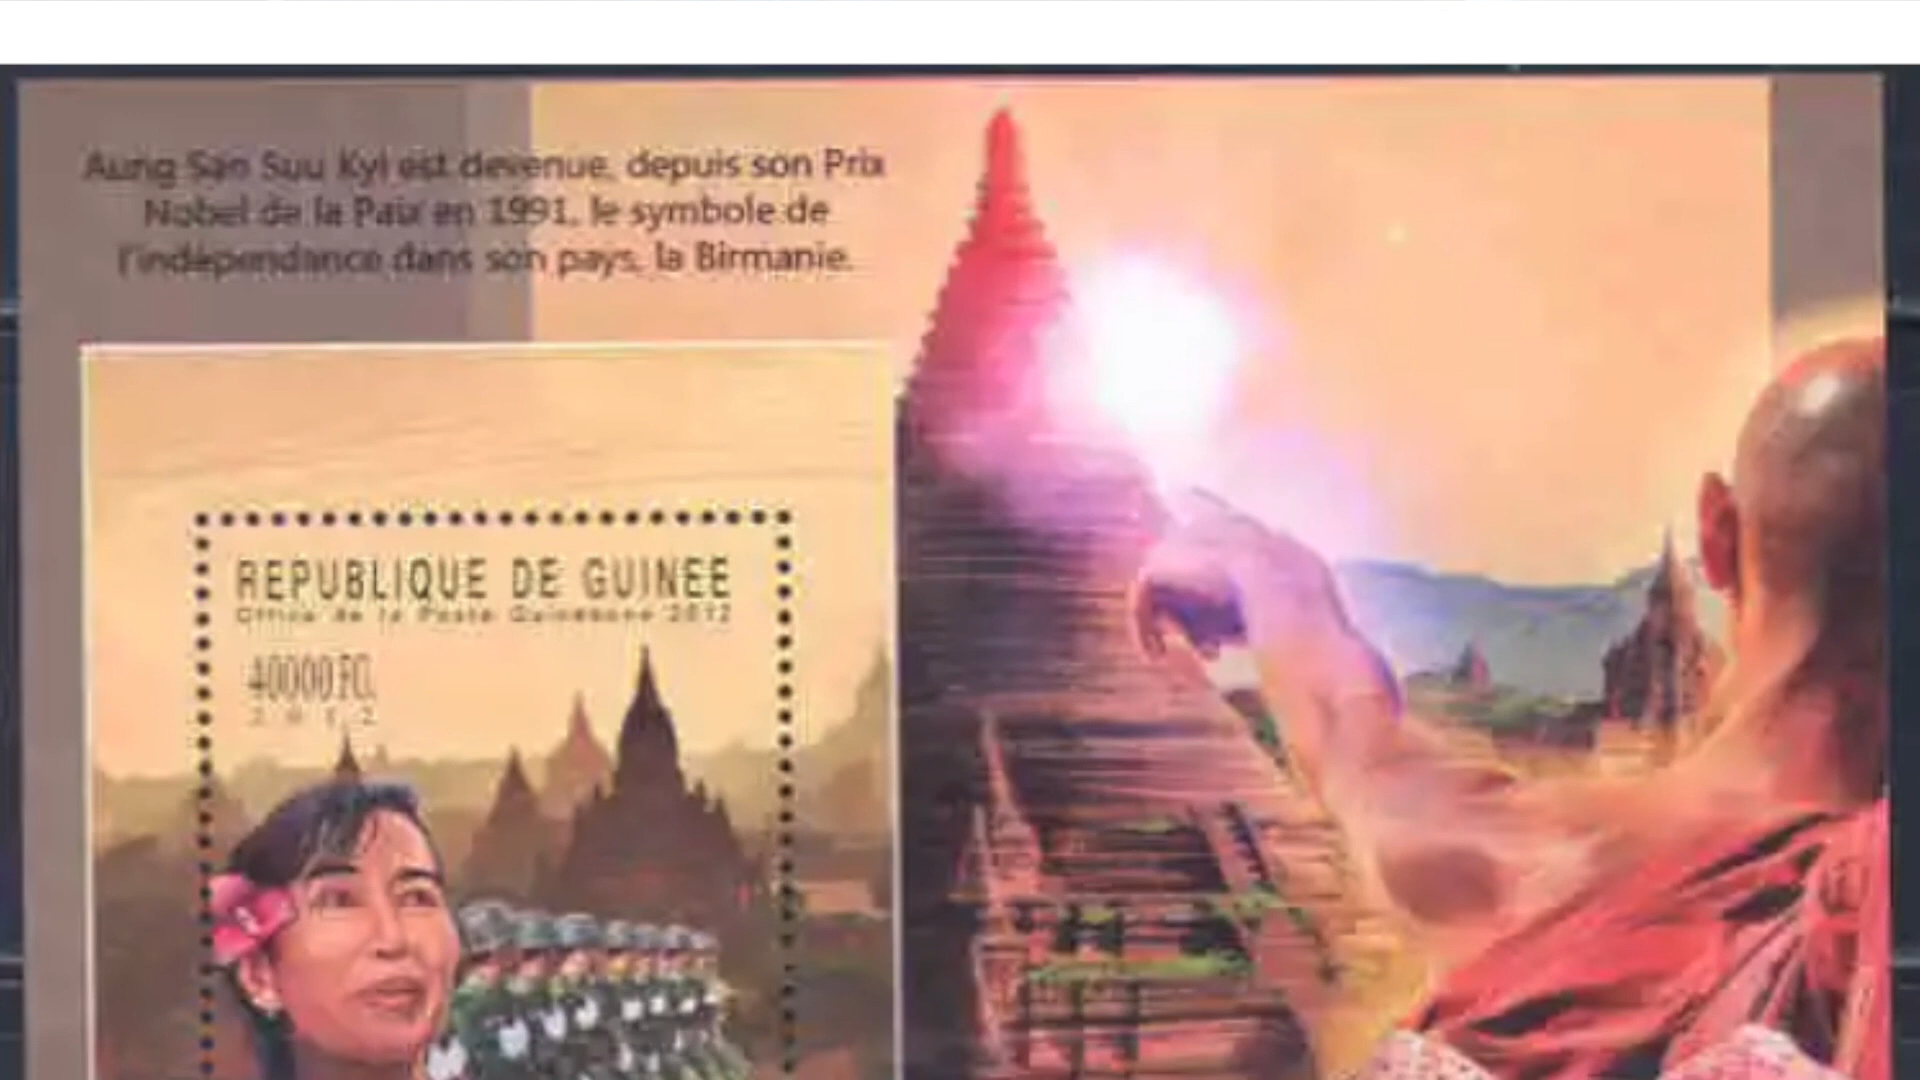 Aung San Suu Kyi est devenue, depuis son Prix
Nobel de la Paix en 1991, le symbole de
l'indépendance dans son pays, la Birmanie.
REPUBLIQUE DE GUINEE
Office de la Poste Guinéenne 2012
40000 FG
2012